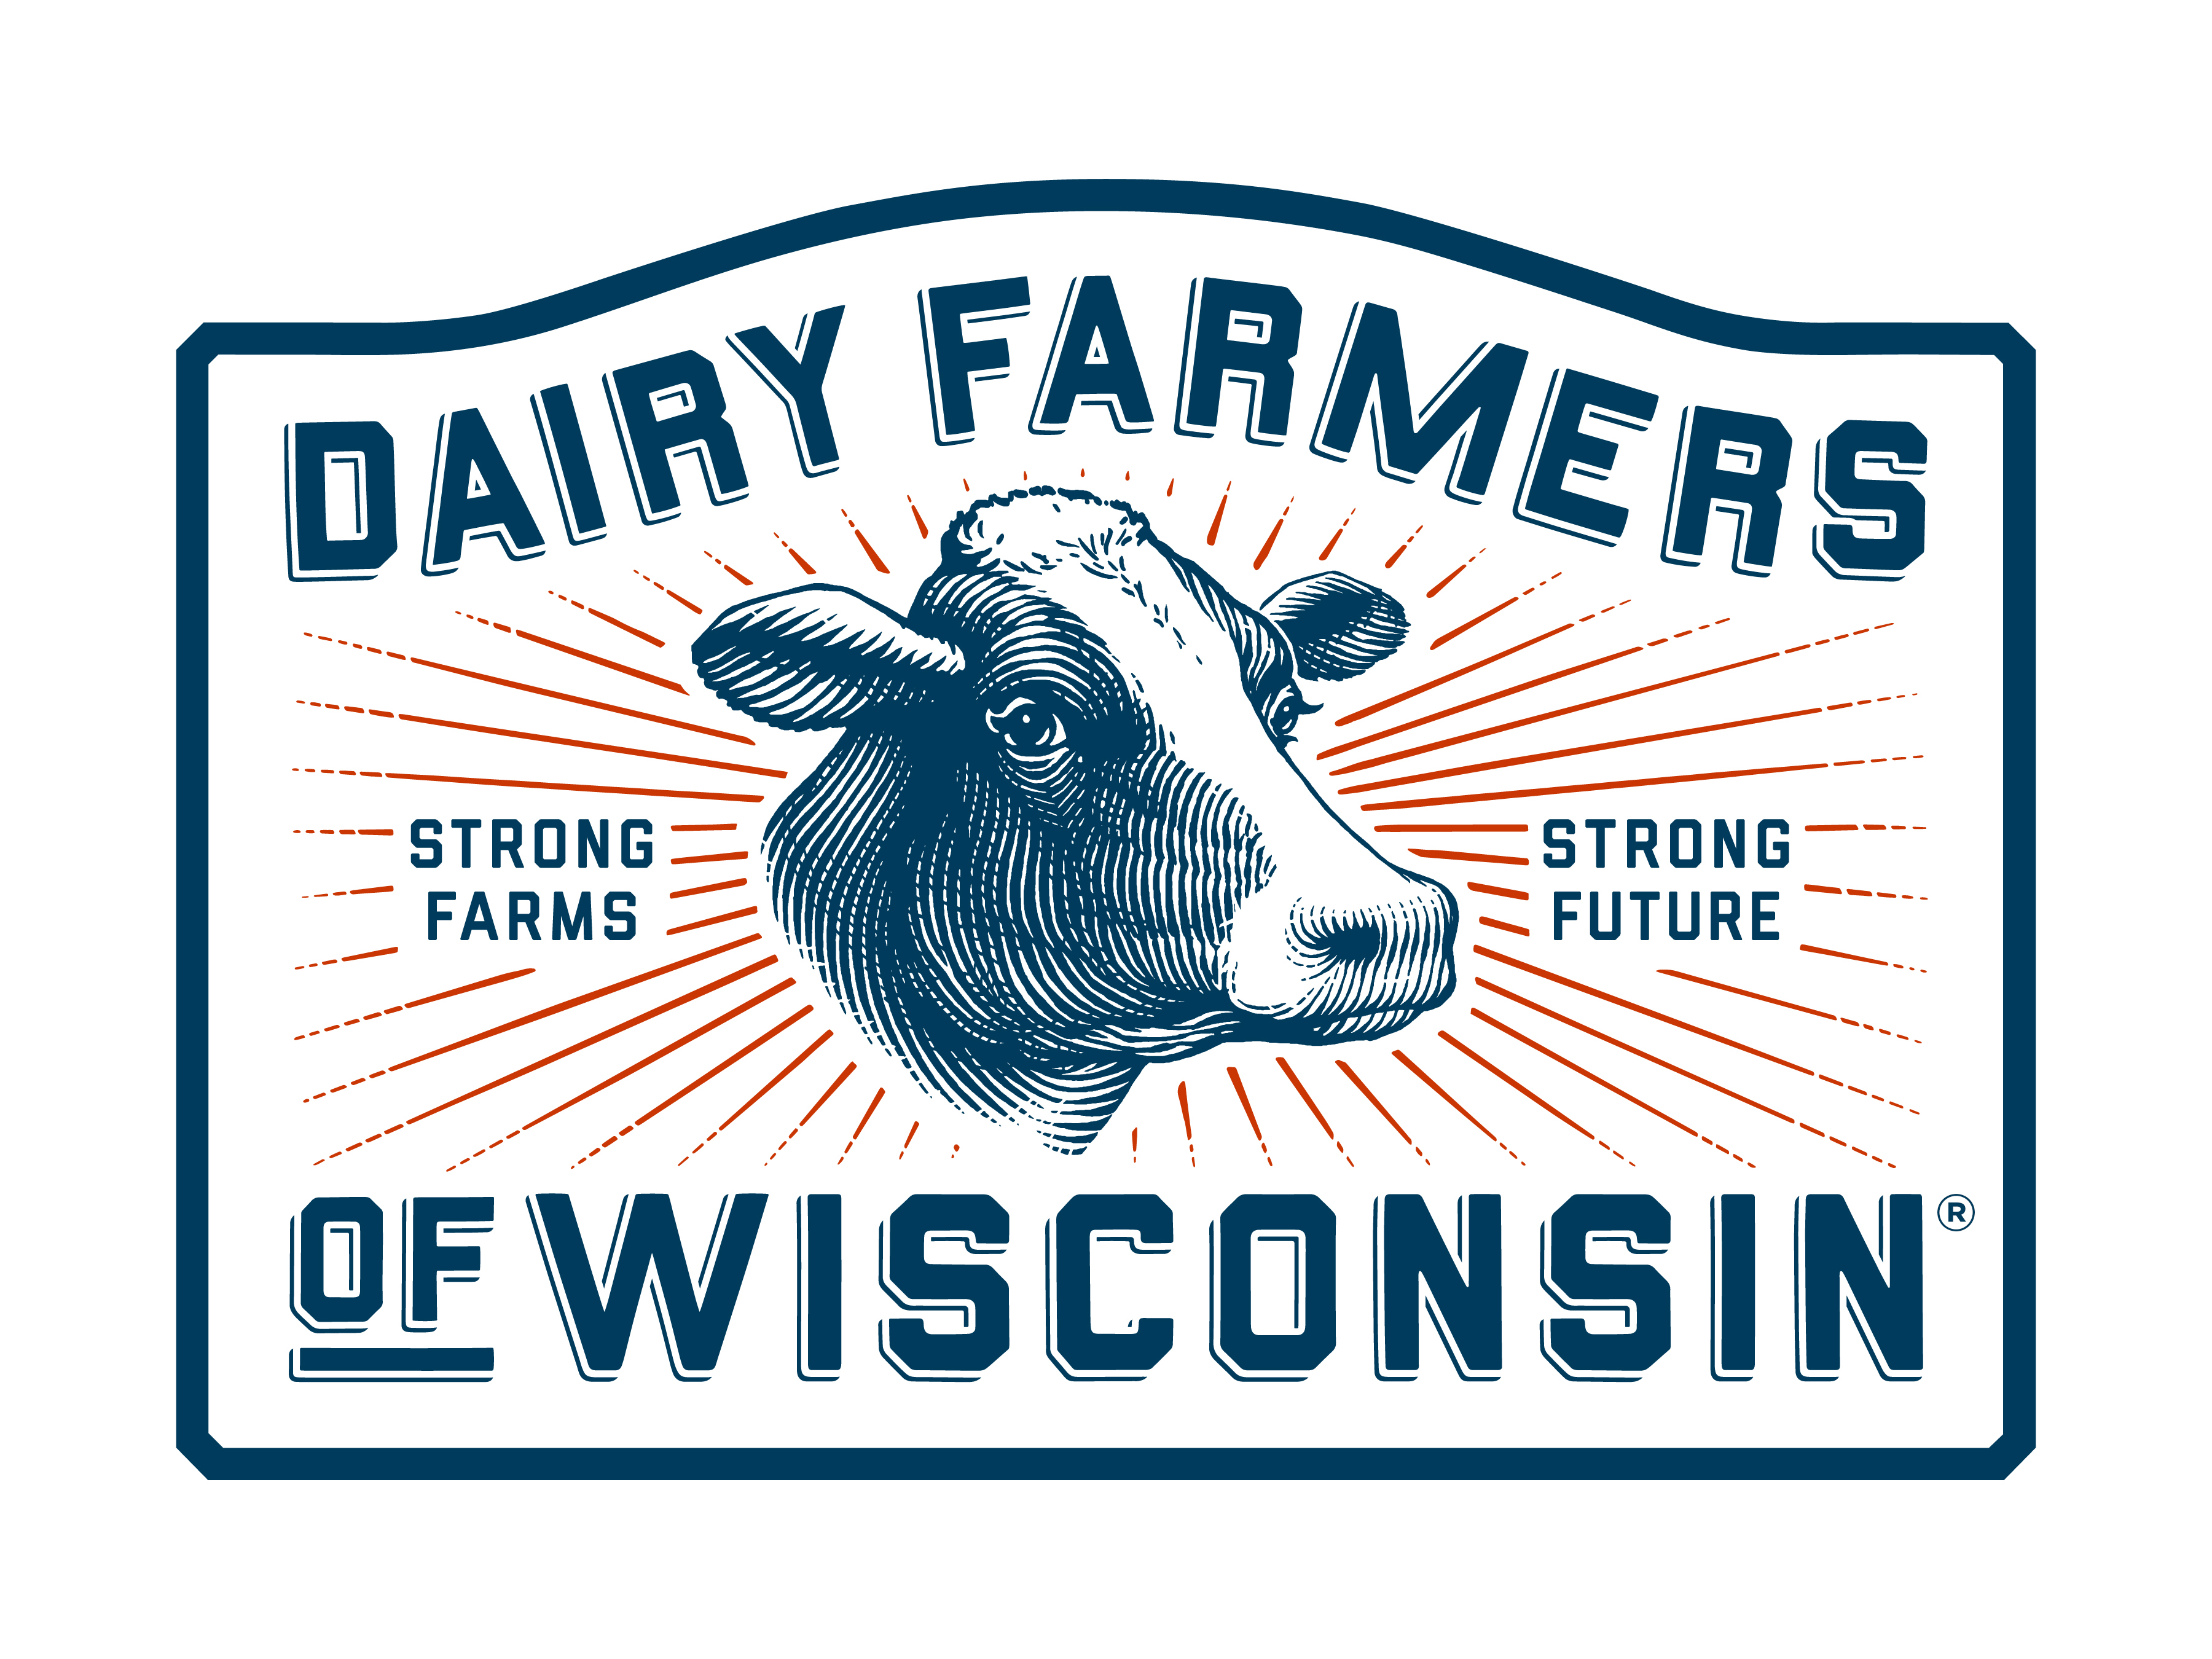 DAIRY FARMERS
STRONG
FARMS
STRONG
FUTURE
OF WISCONSIN®